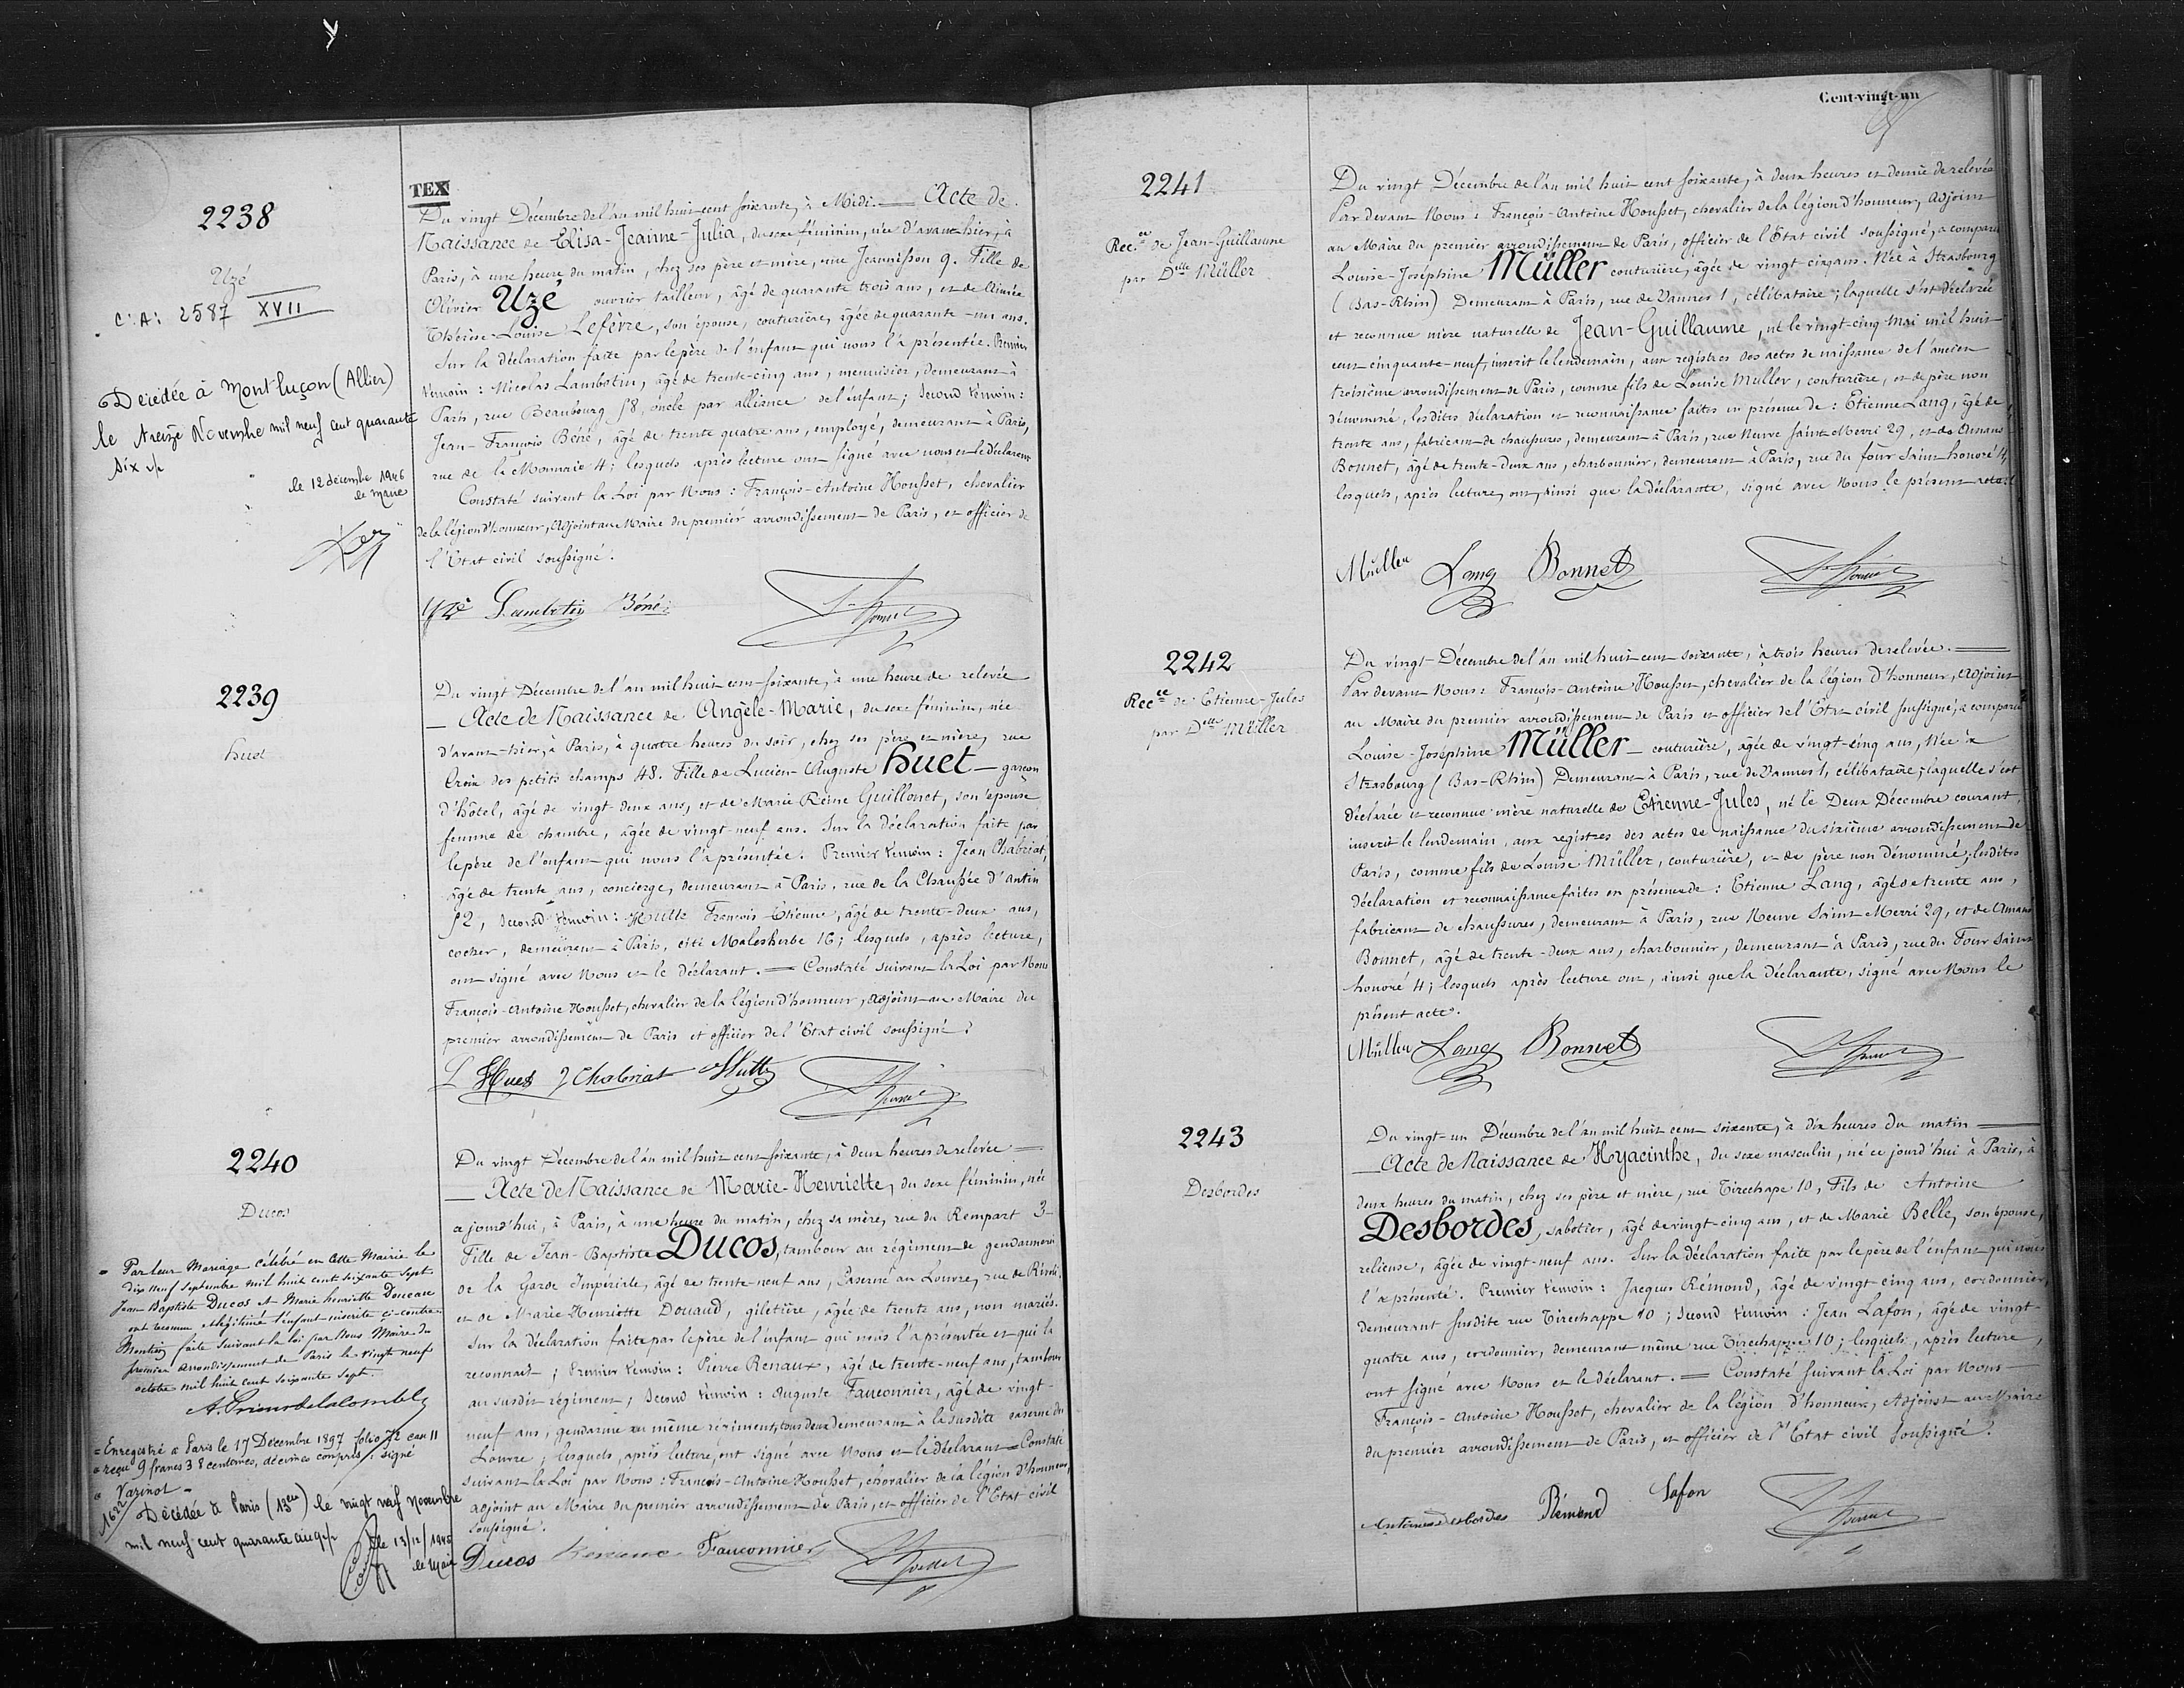 TEX
2238
Uzé
C. A. 2587 XVII
Décédée à Montluçon (Allier)
le treize Novembre mil neuf cent quarante
six
le 12 décembre 1946
le maire
Du vingt Décembre de l'an mil huit cent soixante, à Midi. — Acte de
Naissance de Elisa-Jeanne-Julia, du sexe féminin, née d'avant-hier, à
Paris, à une heure du matin, chez ses père et mère, rue Jeannisson 9. Fille de
Olivier Uzé ouvrier tailleur, âgé de quarante trois ans, et de Aimée
Thérèse-Louise Lefèvre, son épouse, couturière, âgée de quarante-un ans.
Sur la déclaration faite par le père de l'enfant qui nous l'a présentée. Premier
témoin : Nicolas Lambotin, âgé de trente-cinq ans, menuisier, demeurant à
Paris, rue Beaubourg 58, oncle par alliance de l'enfant; Second témoin :
Jean-François Béné, âgé de trente quatre ans, employé, demeurant à Paris,
rue de la Monnaie 4; lesquels après lecture ont signé avec nous et le Déclarant
Constaté suivant la Loi par Nous : François-Antoine Housset, chevalier
de la légion d'honneur, Adjoint au Maire du premier arrondissement de Paris, et officier de
l'Etat civil soussigné.
Uzé Lambotin Béné
2239
Huet
Du vingt Décembre de l'an mil huit cent soixante, à une heure de relevée
— Acte de Naissance de Angèle-Marie, du sexe féminin, née
d'avant-hier, à Paris, à quatre heures du soir, chez ses père et mère, rue
Croix des petits champs 48. Fille de Lucien-Auguste Huet — garçon
d'hôtel, âgé de vingt-deux ans, et de Marie Reine Guillonet, son épouse
femme de chambre, âgée de vingt-neuf ans. Sur la déclaration faite par
le père de l'enfant qui nous l'a présentée. Premier témoin : Jean Chabriat,
âgé de trente ans, concierge, demeurant à Paris, rue de la Chaussée d'Antin
52, Second témoin : Hutte François-Etienne, âgé de trente-deux ans,
cocher, demeurant à Paris, cité Malesherbe 16; lesquels, après lecture,
ont signé avec Nous et le déclarant. — Constaté suivant la Loi par Nous
François-Antoine Housset, chevalier de la légion d'honneur, adjoint au Maire du
premier arrondissement de Paris et officier de l'Etat civil soussigné.
L Huet J Chabriat Hutte
2240
Ducos
Par leur Mariage célébré en Cette Mairie le
dix neuf septembre mil huit cent soixante sept
Jean Baptiste Ducos et Marie henriette Doueau
ont reconnu et légitimé l'enfant inscrite ci-contre
Mention faite suivant la loi par Nous Maire du
premier arrondissement de Paris le vingt neuf
octobre mil huit cent soixante sept.
= Enregistré à Paris le 17 Décembre 1897 folio 72 case 11
= reçu 9 francs 38 centimes, décimes compris : signé
= Varinot —
1622
Décédée à Paris (13e) le vingt neuf novembre
mil neuf cent quarante cinq
le 13/12/1945
le Maire
Du vingt Décembre de l'an mil huit cent soixante, à deux heures de relevée —
— Acte de Naissance de Marie-Henriette, du sexe féminin, née
ce jourd'hui, à Paris, à une heure du matin, chez sa mère, rue du Rempart 3 —
Fille de Jean-Baptiste Ducos, tambour au régiment de gendarmerie
de la Garde Impériale, âgé de trente-neuf ans, Caserné au Louvre, rue de Rivoli,
et de Marie Henriette Douaud, giletière, âgée de trente ans, non mariés.
Sur la déclaration faite par le père de l'enfant qui nous l'a présentée et qui la
reconnait; Premier témoin : Pierre Renaux, âgé de trente-neuf ans, tambour
au susdit régiment; Second témoin : Auguste Fauconnier, âgé de vingt-
neuf ans, gendarme au même régiment, tous deux demeurant à la susdite caserne du
Louvre; lesquels, après lecture, ont signé avec Nous et le déclarant — Constaté
suivant la Loi par Nous : François-Antoine Housset, chevalier de la légion d'honneur,
adjoint au Maire du premier arrondissement de Paris, et officier de l'Etat civil
soussigné.
Ducos Fauconnier
Cent-vingt-un
2241
Rec.ce de Jean-Guillaume
par Dlle Müller
Du vingt Décembre de l'an mil huit cent soixante, à deux heures et demie de relevée
Par devant Nous : François-Antoine Housset, chevalier de la légion d'honneur, Adjoint
au Maire du premier arrondissement de Paris, officier de l'Etat civil soussigné, a comparu
Louise-Joséphine Müller couturière, âgée de vingt cinq ans. Née à Strasbourg
(Bas-Rhin) Demeurant à Paris, rue de Vannes 1, célibataire; laquelle s'est déclarée
et reconnue mère naturelle de Jean-Guillaume, né le vingt-cinq Mai mil huit
cent cinquante-neuf, inscrit le lendemain, aux registres des actes de naissance de l'ancien
troisième arrondissement de Paris, comme fils de Louise Muller, couturière, et de père non
dénommé, lesdites déclaration et reconnaissance faites en présence de : Etienne Lang, âgé de
trente ans, fabricant de chaussures, demeurant à Paris, rue Neuve Saint-Merri 29, et de Amans
Bonnet, âgé de trente-deux ans, charbonnier, demeurant à Paris, rue du four Saint honoré 4,
lesquels, après lecture, ont, ainsi que la déclarante, signé avec Nous le présent acte.
Müller Lang Bonnet
2242
Rec.ce de Etienne-Jules
par Dlle Müller
Du vingt Décembre de l'an mil huit cent soixante, à trois heures de relevée. —
Par devant Nous : François-Antoine Housset, chevalier de la légion d'honneur, Adjoint
au Maire du premier arrondissement de Paris et officier de l'Etat civil soussigné, a comparu
Louise-Joséphine Müller — couturière, âgée de vingt-cinq ans, Née à
Strasbourg (Bas-Rhin) Demeurant à Paris, rue de Vannes 1, célibataire; laquelle s'est
déclarée et reconnue mère naturelle de Etienne-Jules, né le Deux Décembre courant,
inscrit le lendemain, aux registres des actes de naissance du sixième arrondissement de
Paris, comme fils de Louise Müller, couturière, et de père non dénommé; lesdites
déclaration et reconnaissance faites en présence de : Etienne Lang, âgé de trente ans,
fabricant de chaussures, demeurant à Paris, rue Neuve Saint-Merri 29, et de Amans
Bonnet, âgé de trente-deux ans, charbonnier, demeurant à Paris, rue du Four Saint
honoré 4; lesquels après lecture ont, ainsi que la Déclarante, signé avec Nous le
présent acte.
Müller Lang Bonnet
2243
Desbordes
Du vingt-un Décembre de l'an mil huit cent soixante, à dix heures du matin —
— Acte de Naissance de Hyacinthe, du sexe masculin, né ce jourd'hui à Paris, à
deux heures du matin, chez ses père et mère, rue Tirechape 10, Fils de Antoine
Desbordes, sabotier, âgé de vingt-cinq ans, et de Marie Belle, son épouse,
relieuse, âgée de vingt-neuf ans. Sur la déclaration faite par le père de l'enfant qui nous
l'a présenté. Premier témoin : Jacques Rémond, âgé de vingt-cinq ans, cordonnier,
demeurant susdite rue Tirechappe 10; Second témoin : Jean Lafon, âgé de vingt-
quatre ans, cordonnier, demeurant même rue Tirechappe 10; lesquels, après lecture,
ont signé avec Nous et le déclarant. — Constaté suivant la Loi par Nous —
François-Antoine Housset, chevalier de la légion d'honneur, Adjoint au Maire
du premier arrondissement de Paris, et officier de l'Etat civil soussigné.
Antoine Desbordes Rémond Lafon